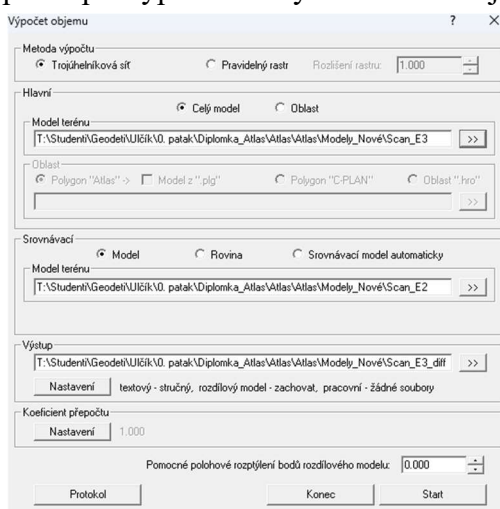 Výpočet objemu ? ×
Metoda výpočtu
Trojúhelníková síť Pravidelný rastr Rozlišení rastru: 1.000
Hlavní
Celý model Oblast
Model terénu
T:\Studenti\Geodeti\Ulčík\0. patak\Diplomka_Atlas\Atlas\Modely_Nové\Scan_E3 >>
Oblast
Polygon "Atlas" -> Model z ".plg" Polygon "C-PLAN" Oblast ".hro"
>>
Srovnávací
Model Rovina Srovnávací model automaticky
Model terénu
T:\Studenti\Geodeti\Ulčík\0. patak\Diplomka_Atlas\Atlas\Modely_Nové\Scan_E2 >>
Výstup
T:\Studenti\Geodeti\Ulčík\0. patak\Diplomka_Atlas\Atlas\Modely_Nové\Scan_E3_diff >>
Nastavení textový - stručný, rozdílový model - zachovat, pracovní - žádné soubory
Koeficient přepočtu
Nastavení 1.000
Pomocné polohové rozptýlení bodů rozdílového modelu: 0.000
Protokol Konec Start